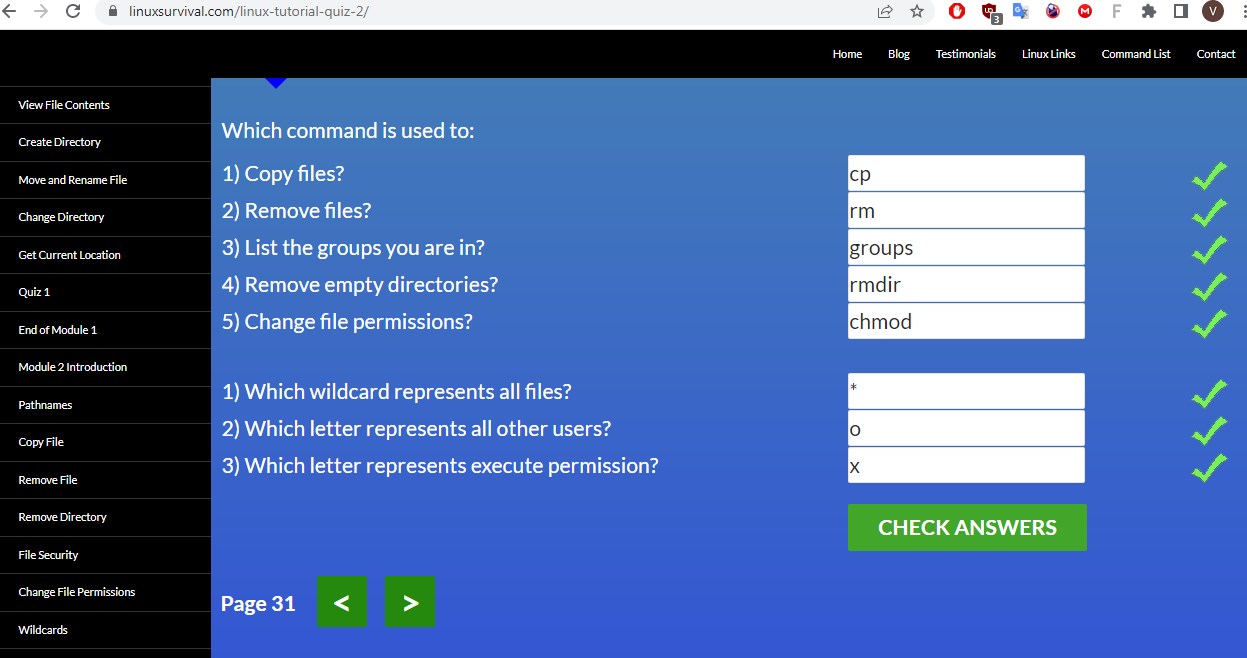 linuxsurvival.com/linux-tutorial-quiz-2/
3
V
Home Blog Testimonials Linux Links Command List Contact
View File Contents
Create Directory
Move and Rename File
Change Directory
Get Current Location
Quiz 1
End of Module 1
Module 2 Introduction
Pathnames
Copy File
Remove File
Remove Directory
File Security
Change File Permissions
Wildcards
Which command is used to:
1) Copy files? cp
2) Remove files? rm
3) List the groups you are in? groups
4) Remove empty directories? rmdir
5) Change file permissions? chmod
1) Which wildcard represents all files? *
2) Which letter represents all other users? o
3) Which letter represents execute permission? x
CHECK ANSWERS
Page 31 < >